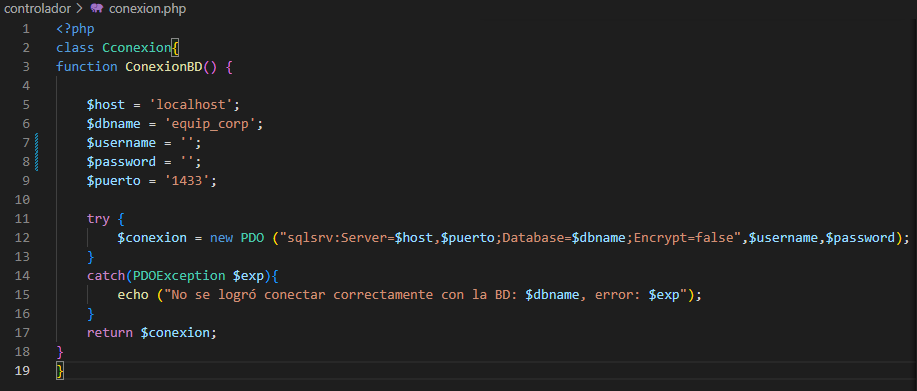 controlador > conexion.php
1 <?php
2 class Cconexion{
3 function ConexionBD() {
4
5 $host = 'localhost';
6 $dbname = 'equip_corp';
7 $username = '';
8 $password = '';
9 $puerto = '1433';
10
11 try {
12 $conexion = new PDO ("sqlsrv:Server=$host,$puerto;Database=$dbname;Encrypt=false",$username,$password);
13 }
14 catch(PDOException $exp){
15 echo ("No se logró conectar correctamente con la BD: $dbname, error: $exp");
16 }
17 return $conexion;
18 }
19 }